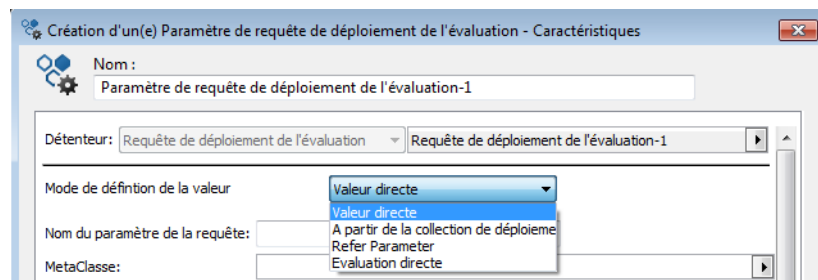 Création d'un(e) Paramètre de requête de déploiement de l'évaluation - Caractéristiques
Nom :
Paramètre de requête de déploiement de l'évaluation-1
Détenteur: Requête de déploiement de l'évaluation Requête de déploiement de l'évaluation-1
Mode de défintion de la valeur Valeur directe
Valeur directe
A partir de la collection de déploieme
Nom du paramètre de la requête:
Refer Parameter
Evaluation directe
MetaClasse: